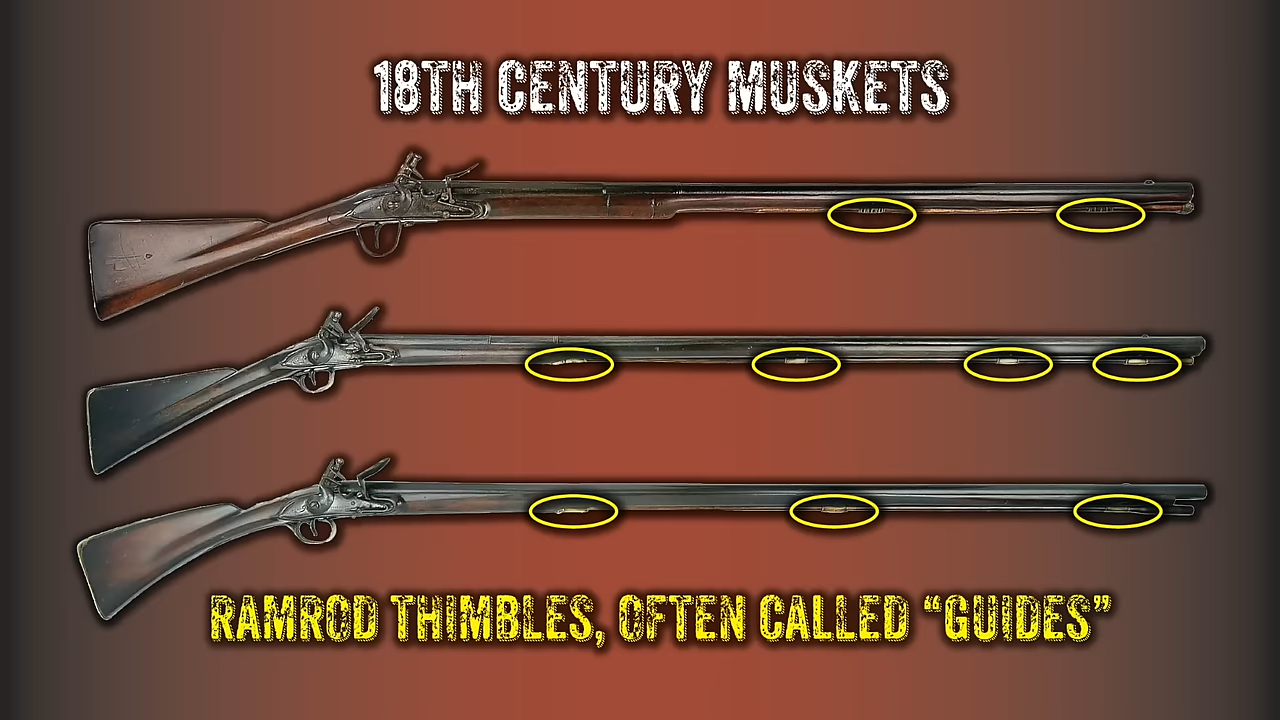 18TH CENTURY MUSKETS
RAMROD THIMBLES, OFTEN CALLED “GUIDES”